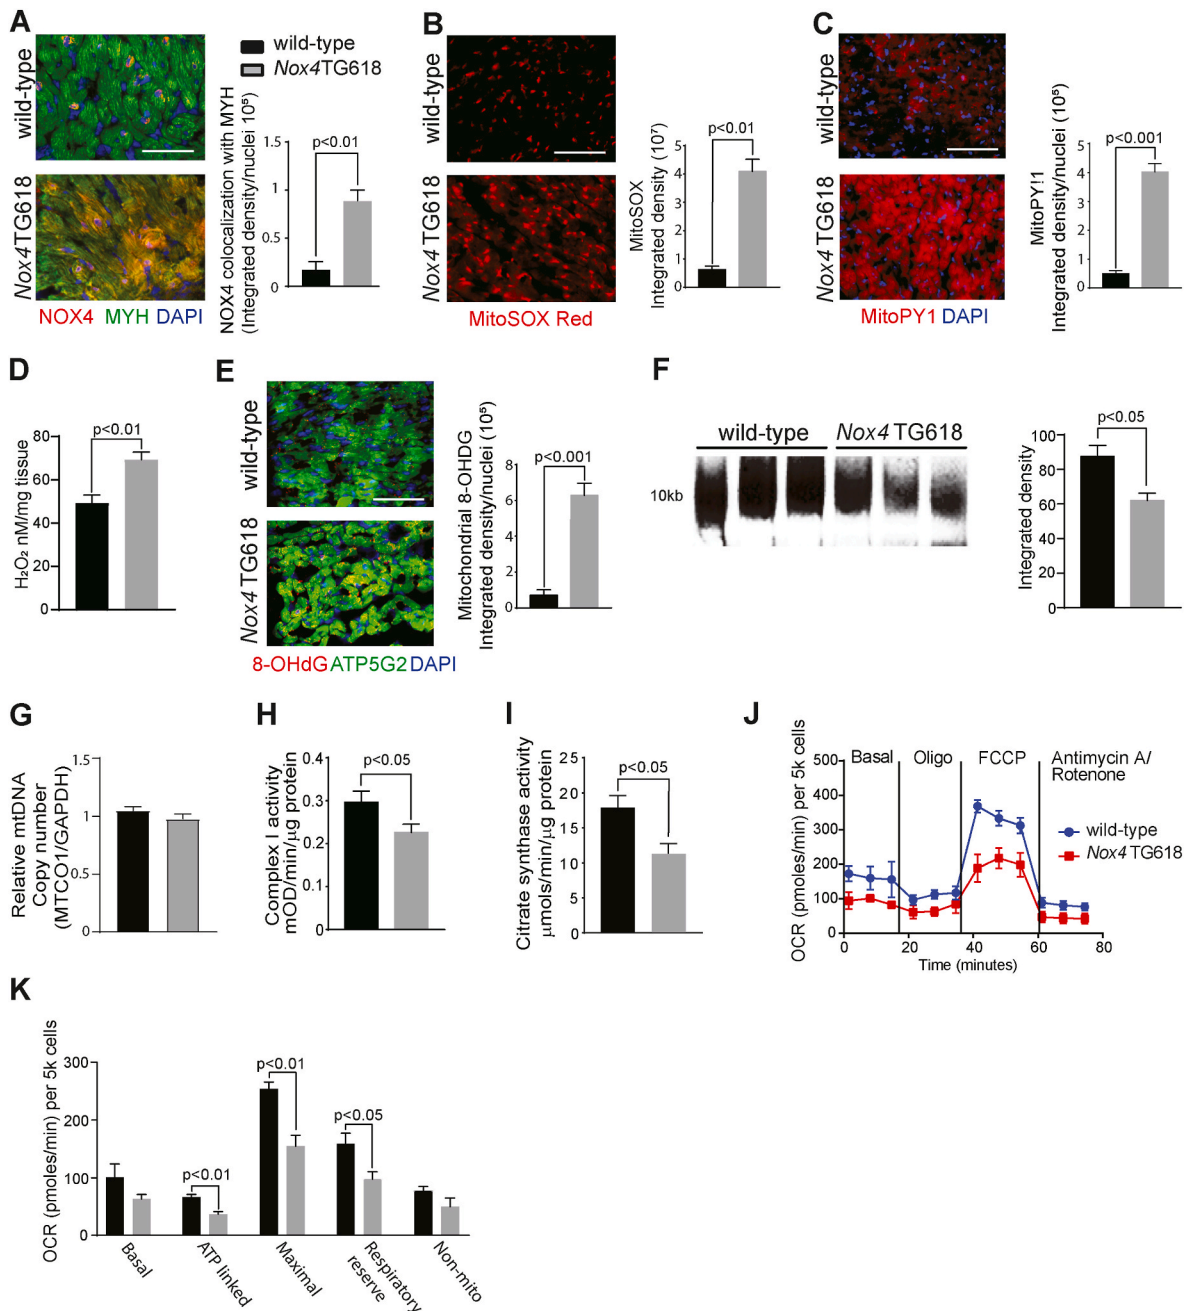 A
wild-type
Nox4TG618
NOX4 MYH DAPI
wild-type
Nox4TG618
NOX4 colocalization with MYH
(Integrated density/nuclei 10⁵)
1.5
1
0.5
0
p<0.01
B
wild-type
Nox4 TG618
MitoSOX Red
MitoSOX
Integrated density (10⁷)
5
4
3
2
1
0
p<0.01
C
wild-type
Nox4 TG618
MitoPY1 DAPI
MitoPY!1
Integrated density/nuclei (10⁵)
5
4
3
2
1
0
p<0.001
D
H₂O₂ nM/mg tissue
80
60
40
20
0
p<0.01
E
wild-type
Nox4 TG618
8-OHdG ATP5G2 DAPI
Mitochondrial 8-OHDG
Integrated density/nuclei (10⁵)
8
6
4
2
0
p<0.001
F
wild-type Nox4 TG618
10kb
Integrated density
100
80
60
40
20
0
p<0.05
G
Relative mtDNA
Copy number
(MTCO1/GAPDH)
1.5
1
0.5
0
H
Complex I activity
mOD/min/µg protein
0.4
0.3
0.2
0.1
0
p<0.05
I
Citrate synthase activity
µmols/min/µg protein
25
20
15
10
5
0
p<0.05
J
OCR (pmoles/min) per 5k cells
500
400
300
200
100
0
Basal Oligo FCCP Antimycin A/
Rotenone
wild-type
Nox4 TG618
0 20 40 60 80
Time (minutes)
K
OCR (pmoles/min) per 5k cells
300
200
100
0
p<0.01
p<0.01
p<0.05
Basal
ATP linked
Maximal
Respiratory
reserve
Non-mito